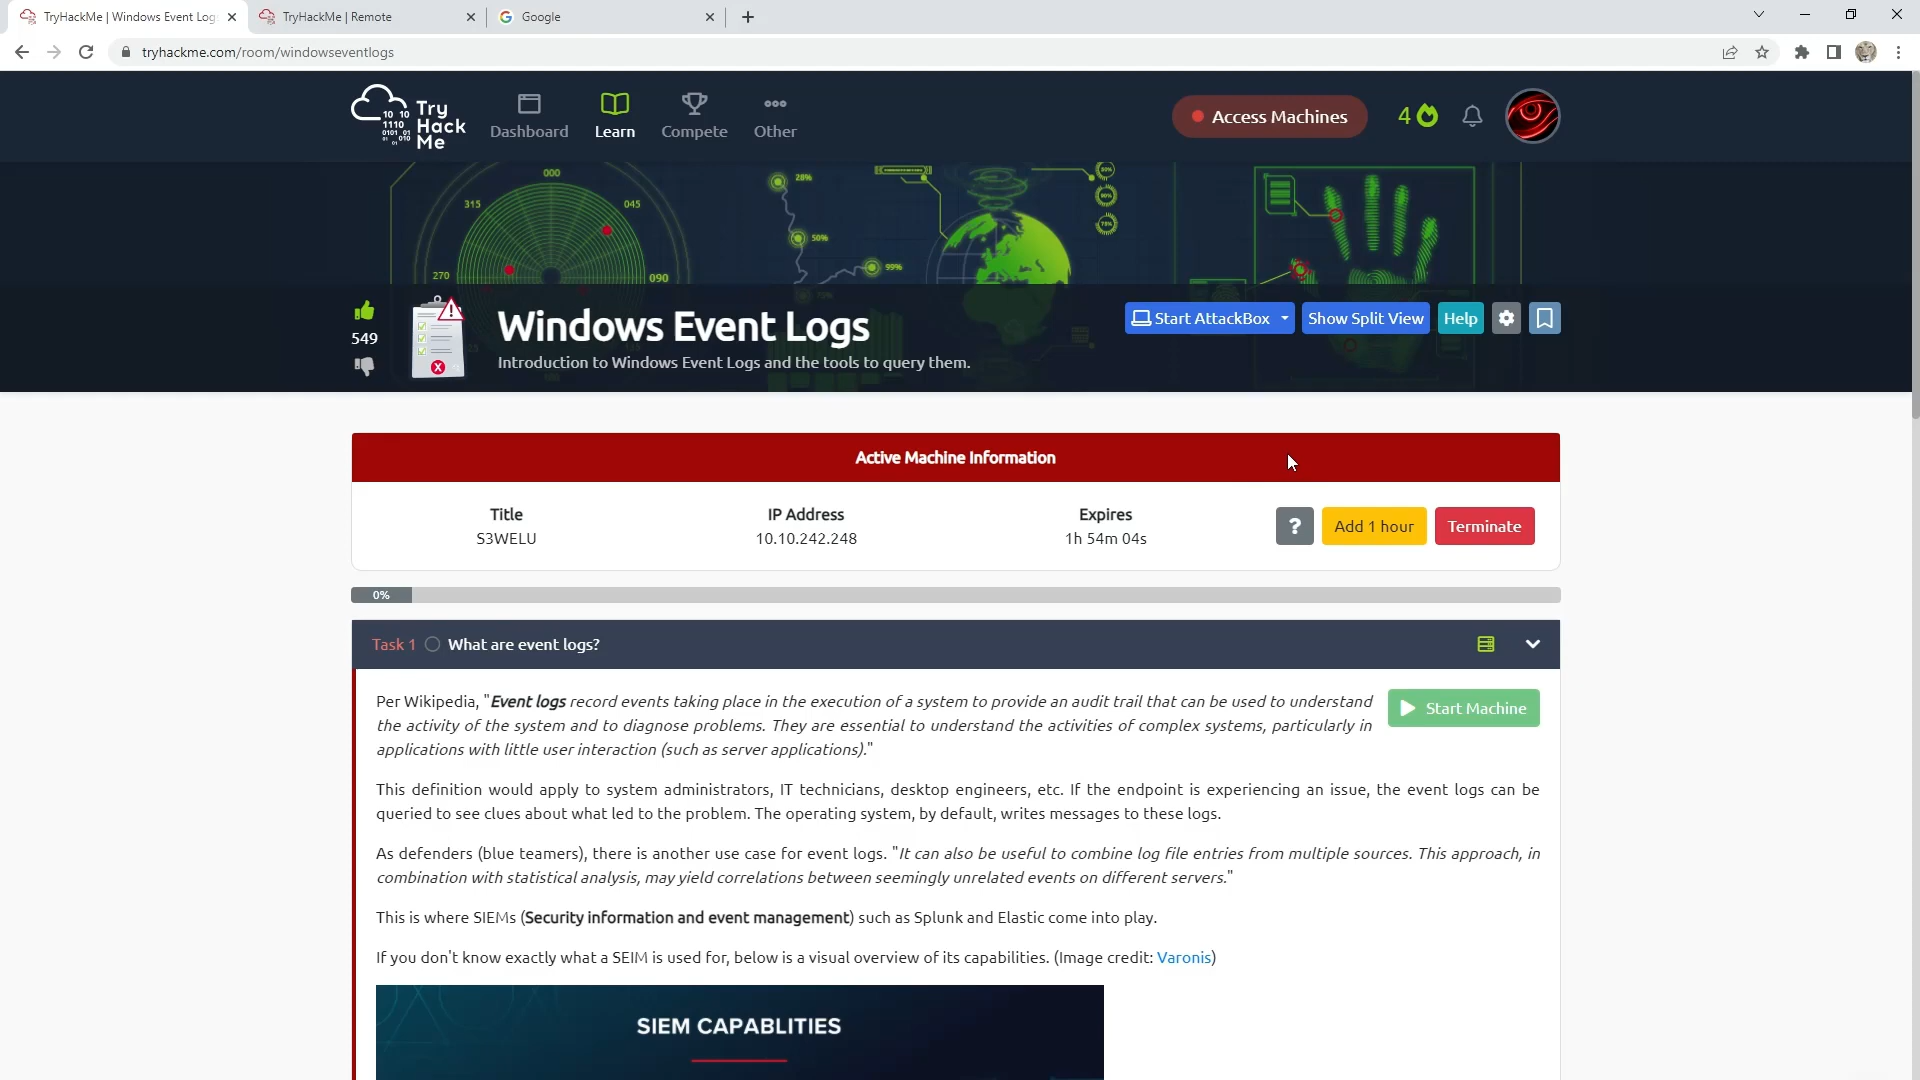 TryHackMe | Windows Event Log
TryHackMe | Remote
Google
tryhackme.com/room/windowseventlogs
Try
Hack
Me
10 10
1110
0101 01
Dashboard
Learn
Compete
Other
Access Machines
4
000
315
045
270
090
28%
50%
99%
Windows Event Logs
Introduction to Windows Event Logs and the tools to query them.
549
Start AttackBox
Show Split View
Help
Active Machine Information
Title
IP Address
Expires
S3WELU
10.10.242.248
1h 54m 04s
?
Add 1 hour
Terminate
0%
Task 1
What are event logs?
Start Machine
Per Wikipedia, "Event logs record events taking place in the execution of a system to provide an audit trail that can be used to understand
the activity of the system and to diagnose problems. They are essential to understand the activities of complex systems, particularly in
applications with little user interaction (such as server applications)."
This definition would apply to system administrators, IT technicians, desktop engineers, etc. If the endpoint is experiencing an issue, the event logs can be
queried to see clues about what led to the problem. The operating system, by default, writes messages to these logs.
As defenders (blue teamers), there is another use case for event logs. "It can also be useful to combine log file entries from multiple sources. This approach, in
combination with statistical analysis, may yield correlations between seemingly unrelated events on different servers."
This is where SIEMs (Security information and event management) such as Splunk and Elastic come into play.
If you don't know exactly what a SEIM is used for, below is a visual overview of its capabilities. (Image credit: Varonis)
SIEM CAPABLITIES